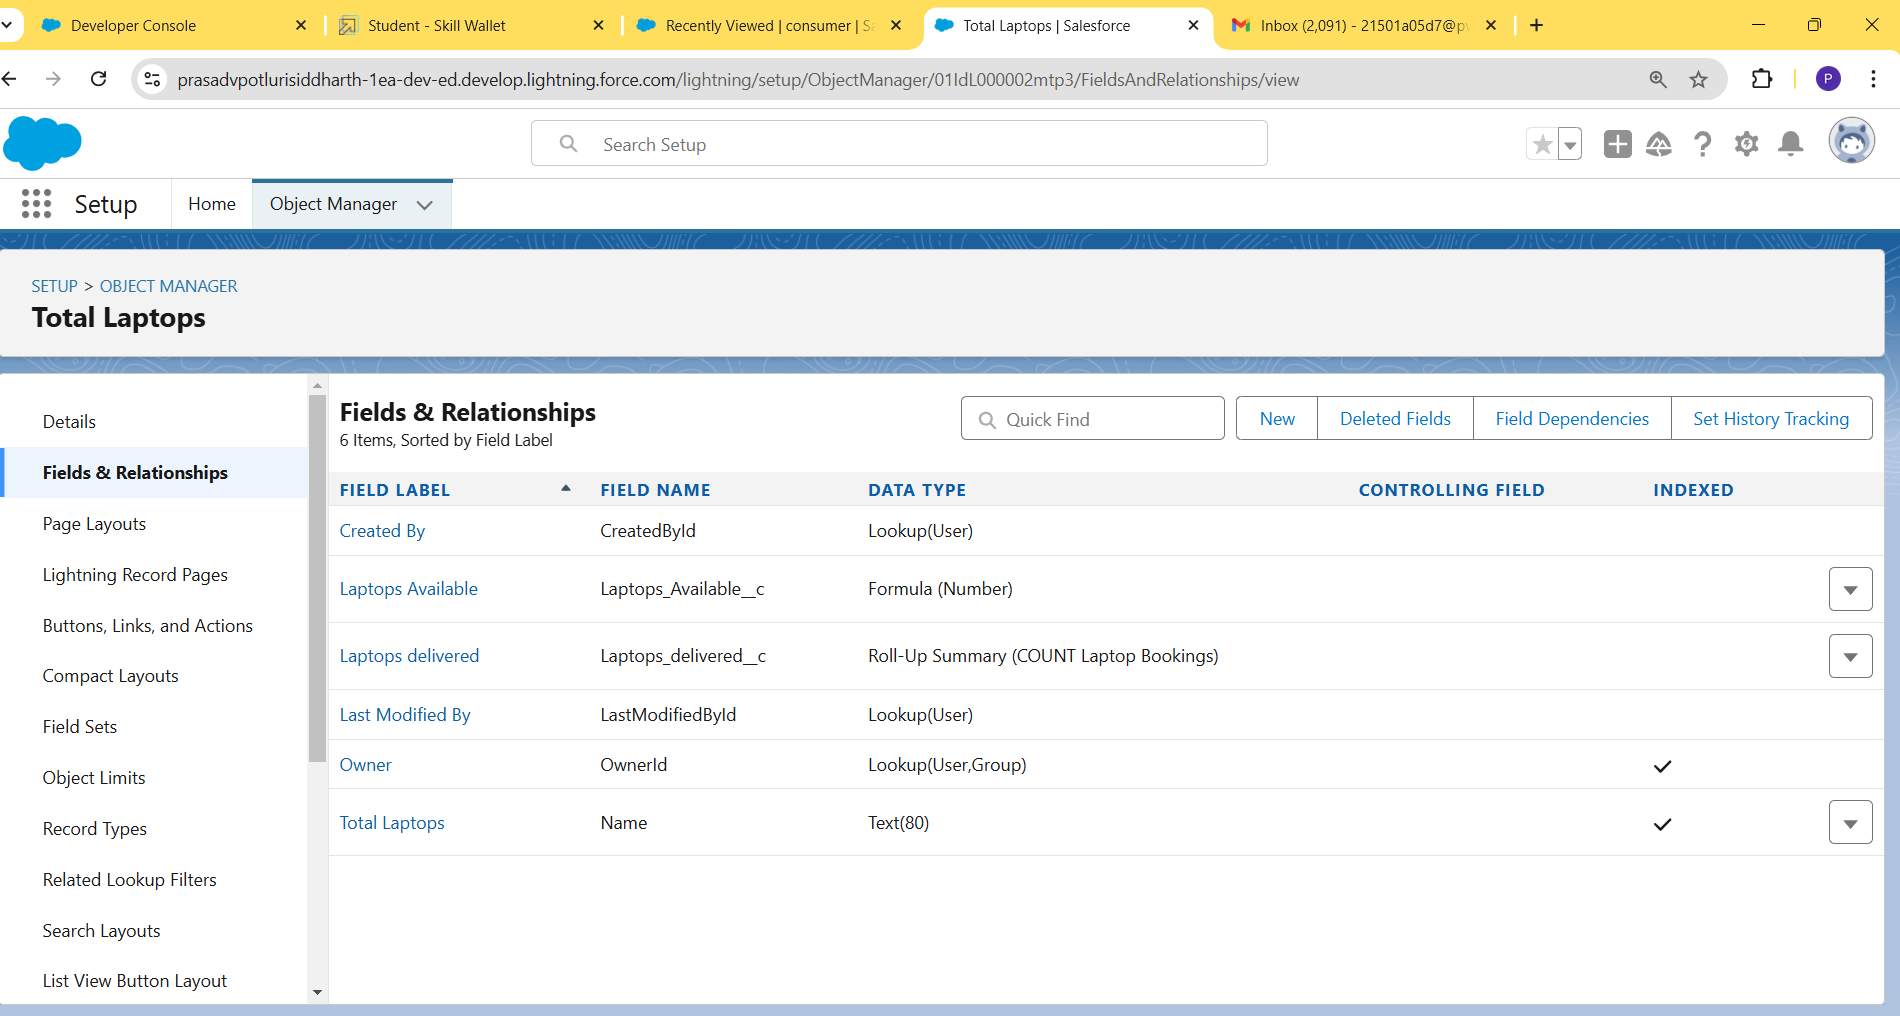 Developer Console
Student - Skill Wallet
Recently Viewed | consumer | Sa
Total Laptops | Salesforce
Inbox (2,091) - 21501a05d7@pv
prasadvpotlurisiddharth-1ea-dev-ed.develop.lightning.force.com/lightning/setup/ObjectManager/01IdL000002mtp3/FieldsAndRelationships/view
P
Search Setup
Setup
Home
Object Manager
SETUP > OBJECT MANAGER
Total Laptops
Details
Fields & Relationships
Page Layouts
Lightning Record Pages
Buttons, Links, and Actions
Compact Layouts
Field Sets
Object Limits
Record Types
Related Lookup Filters
Search Layouts
List View Button Layout
Fields & Relationships
6 Items, Sorted by Field Label
Quick Find
New
Deleted Fields
Field Dependencies
Set History Tracking
FIELD LABEL FIELD NAME DATA TYPE CONTROLLING FIELD INDEXED
Created By CreatedById Lookup(User)
Laptops Available Laptops_Available__c Formula (Number)
Laptops delivered Laptops_delivered__c Roll-Up Summary (COUNT Laptop Bookings)
Last Modified By LastModifiedById Lookup(User)
Owner OwnerId Lookup(User,Group)
Total Laptops Name Text(80)